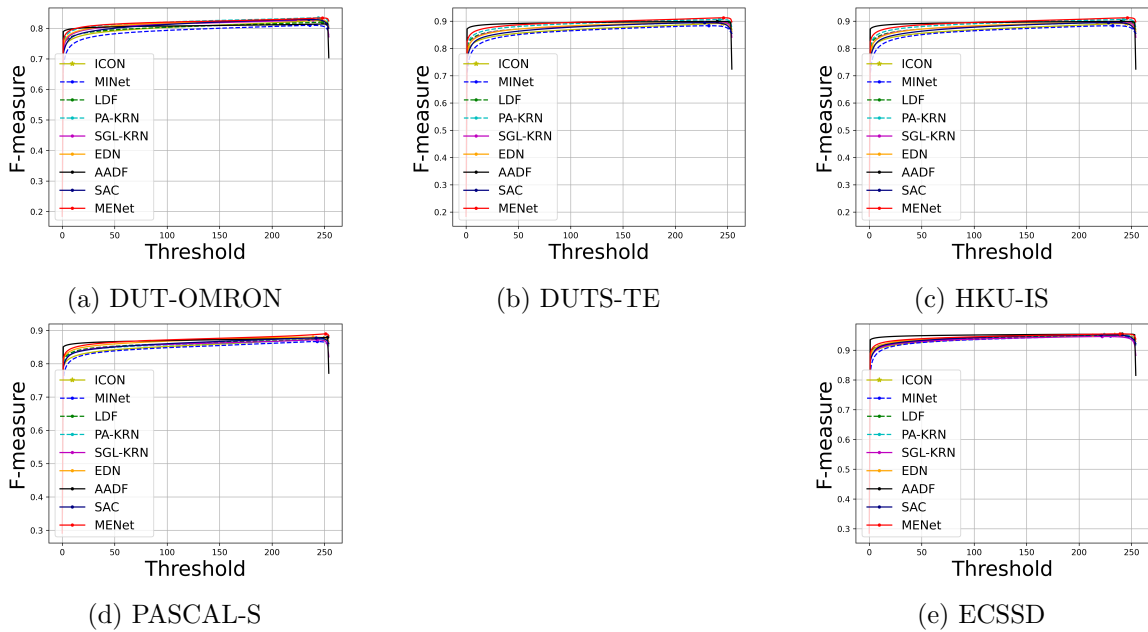 F-measure
0.8
0.7
0.6
0.5
0.4
0.3
0.2
ICON
MINet
LDF
PA-KRN
SGL-KRN
EDN
AADF
SAC
MENet
0 50 100 150 200 250
Threshold
(a) DUT-OMRON
F-measure
0.9
0.8
0.7
0.6
0.5
0.4
0.3
0.2
ICON
MINet
LDF
PA-KRN
SGL-KRN
EDN
AADF
SAC
MENet
0 50 100 150 200 250
Threshold
(b) DUTS-TE
F-measure
0.9
0.8
0.7
0.6
0.5
0.4
0.3
0.2
ICON
MINet
LDF
PA-KRN
SGL-KRN
EDN
AADF
SAC
MENet
0 50 100 150 200 250
Threshold
(c) HKU-IS
F-measure
0.9
0.8
0.7
0.6
0.5
0.4
0.3
ICON
MINet
LDF
PA-KRN
SGL-KRN
EDN
AADF
SAC
MENet
0 50 100 150 200 250
Threshold
(d) PASCAL-S
F-measure
0.9
0.8
0.7
0.6
0.5
0.4
0.3
ICON
MINet
LDF
PA-KRN
SGL-KRN
EDN
AADF
SAC
MENet
0 50 100 150 200 250
Threshold
(e) ECSSD